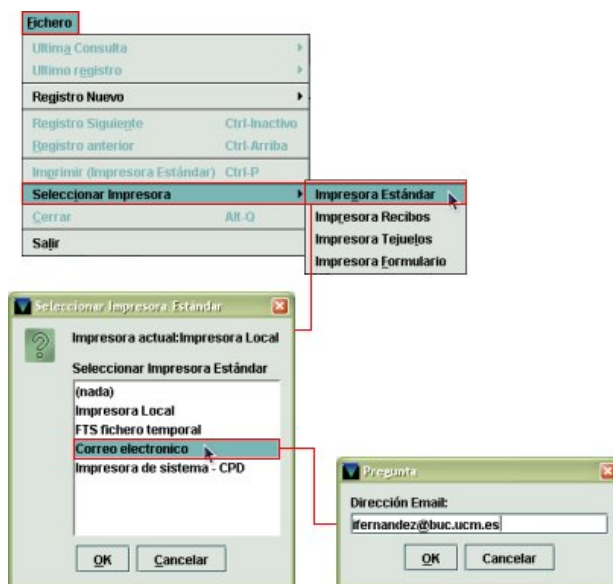 Fichero
Ultima Consulta
Ultimo registro
Registro Nuevo
Registro Siguiente Ctrl-Inactivo
Registro anterior Ctrl-Arriba
Imprimir (Impresora Estándar) Ctrl-P
Seleccionar Impresora
Cerrar Alt-Q
Salir
Impresora Estándar
Impresora Recibos
Impresora Tejuelos
Impresora Formulario
Seleccionar Impresora Estándar
Impresora actual:Impresora Local
Seleccionar Impresora Estándar
(nada)
Impresora Local
FTS fichero temporal
Correo electronico
Impresora de sistema - CPD
OK Cancelar
Pregunta
Dirección Email:
ifernandez@buc.ucm.es
OK Cancelar